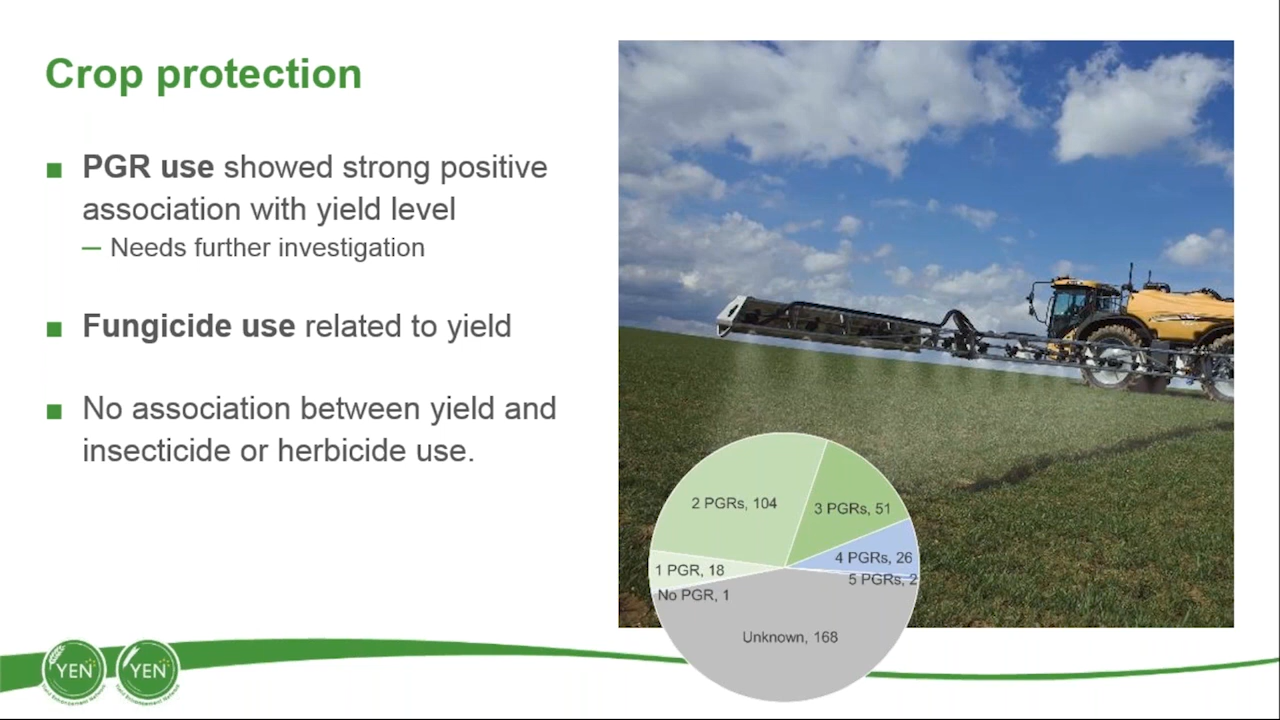 Crop protection
PGR use showed strong positive
association with yield level
– Needs further investigation
Fungicide use related to yield
No association between yield and
insecticide or herbicide use.
2 PGRs, 104
3 PGRs, 51
4 PGRs, 26
5 PGRs, 2
1 PGR, 18
No PGR, 1
Unknown, 168
YEN
YEN